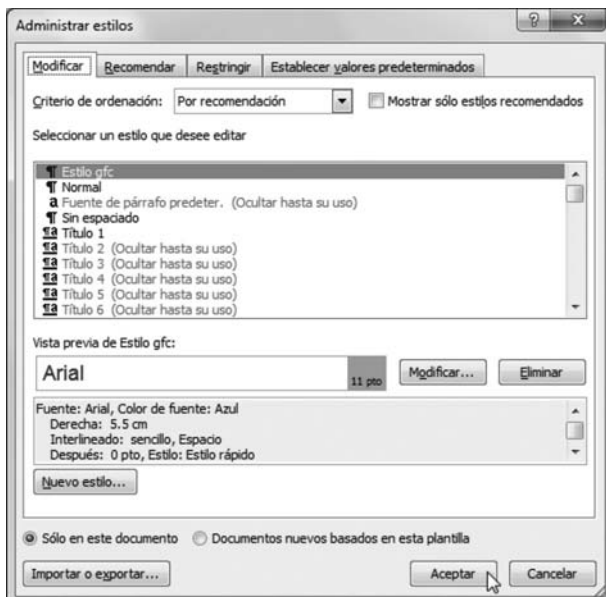 Administrar estilos
Modificar Recomendar Restringir Establecer valores predeterminados
Criterio de ordenación: Por recomendación Mostrar sólo estilos recomendados
Seleccionar un estilo que desee editar
¶ Estilo gfc
¶ Normal
a Fuente de párrafo predeter. (Ocultar hasta su uso)
¶ Sin espaciado
¶a Título 1
¶a Título 2 (Ocultar hasta su uso)
¶a Título 3 (Ocultar hasta su uso)
¶a Título 4 (Ocultar hasta su uso)
¶a Título 5 (Ocultar hasta su uso)
¶a Título 6 (Ocultar hasta su uso)
Vista previa de Estilo gfc:
Arial 11 pto Modificar... Eliminar
Fuente: Arial, Color de fuente: Azul
Derecha: 5.5 cm
Interlineado: sencillo, Espacio
Después: 0 pto, Estilo: Estilo rápido
Nuevo estilo...
Sólo en este documento Documentos nuevos basados en esta plantilla
Importar o exportar... Aceptar Cancelar